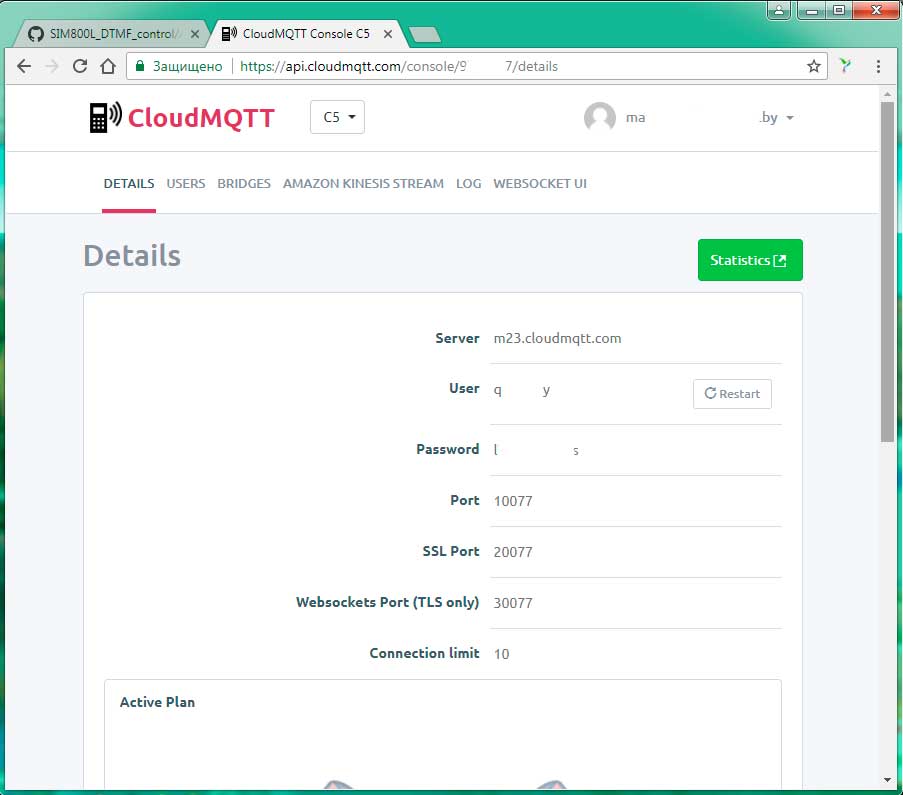 SIM800L_DTMF_control/
CloudMQTT Console C5
Защищено https://api.cloudmqtt.com/console/9 7/details
CloudMQTT C5 ma .by
DETAILS USERS BRIDGES AMAZON KINESIS STREAM LOG WEBSOCKET UI
Details
Statistics
Server m23.cloudmqtt.com
User q y Restart
Password l s
Port 10077
SSL Port 20077
Websockets Port (TLS only) 30077
Connection limit 10
Active Plan